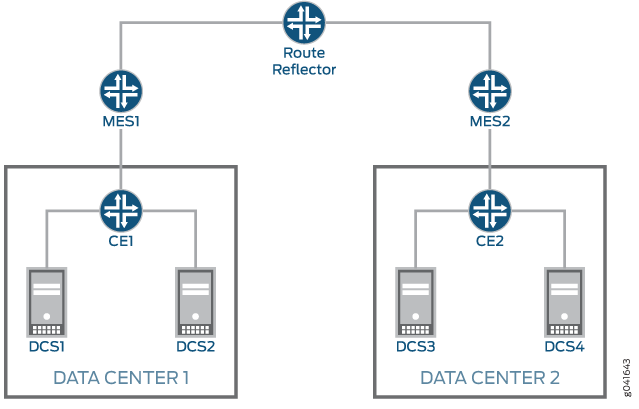 Route
Reflector
MES1
MES2
CE1
CE2
DCS1
DCS2
DCS3
DCS4
DATA CENTER 1
DATA CENTER 2
g041643